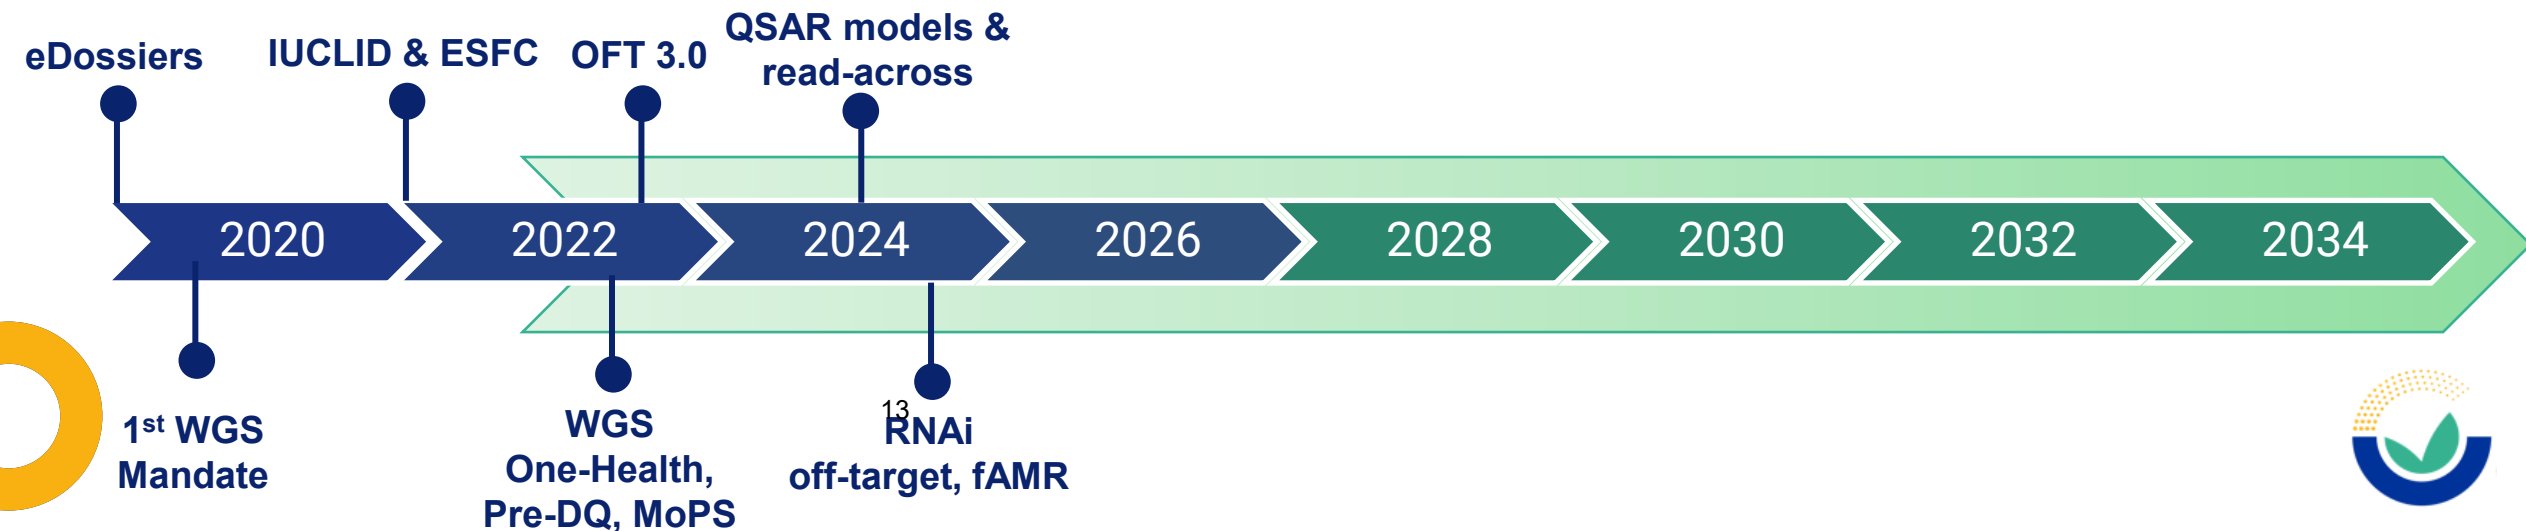 eDossiers
IUCLID & ESFC
OFT 3.0
QSAR models &
read-across
2020
2022
2024
2026
2028
2030
2032
2034
1st WGS
Mandate
WGS
One-Health,
Pre-DQ, MoPS
13
RNAi
off-target, fAMR